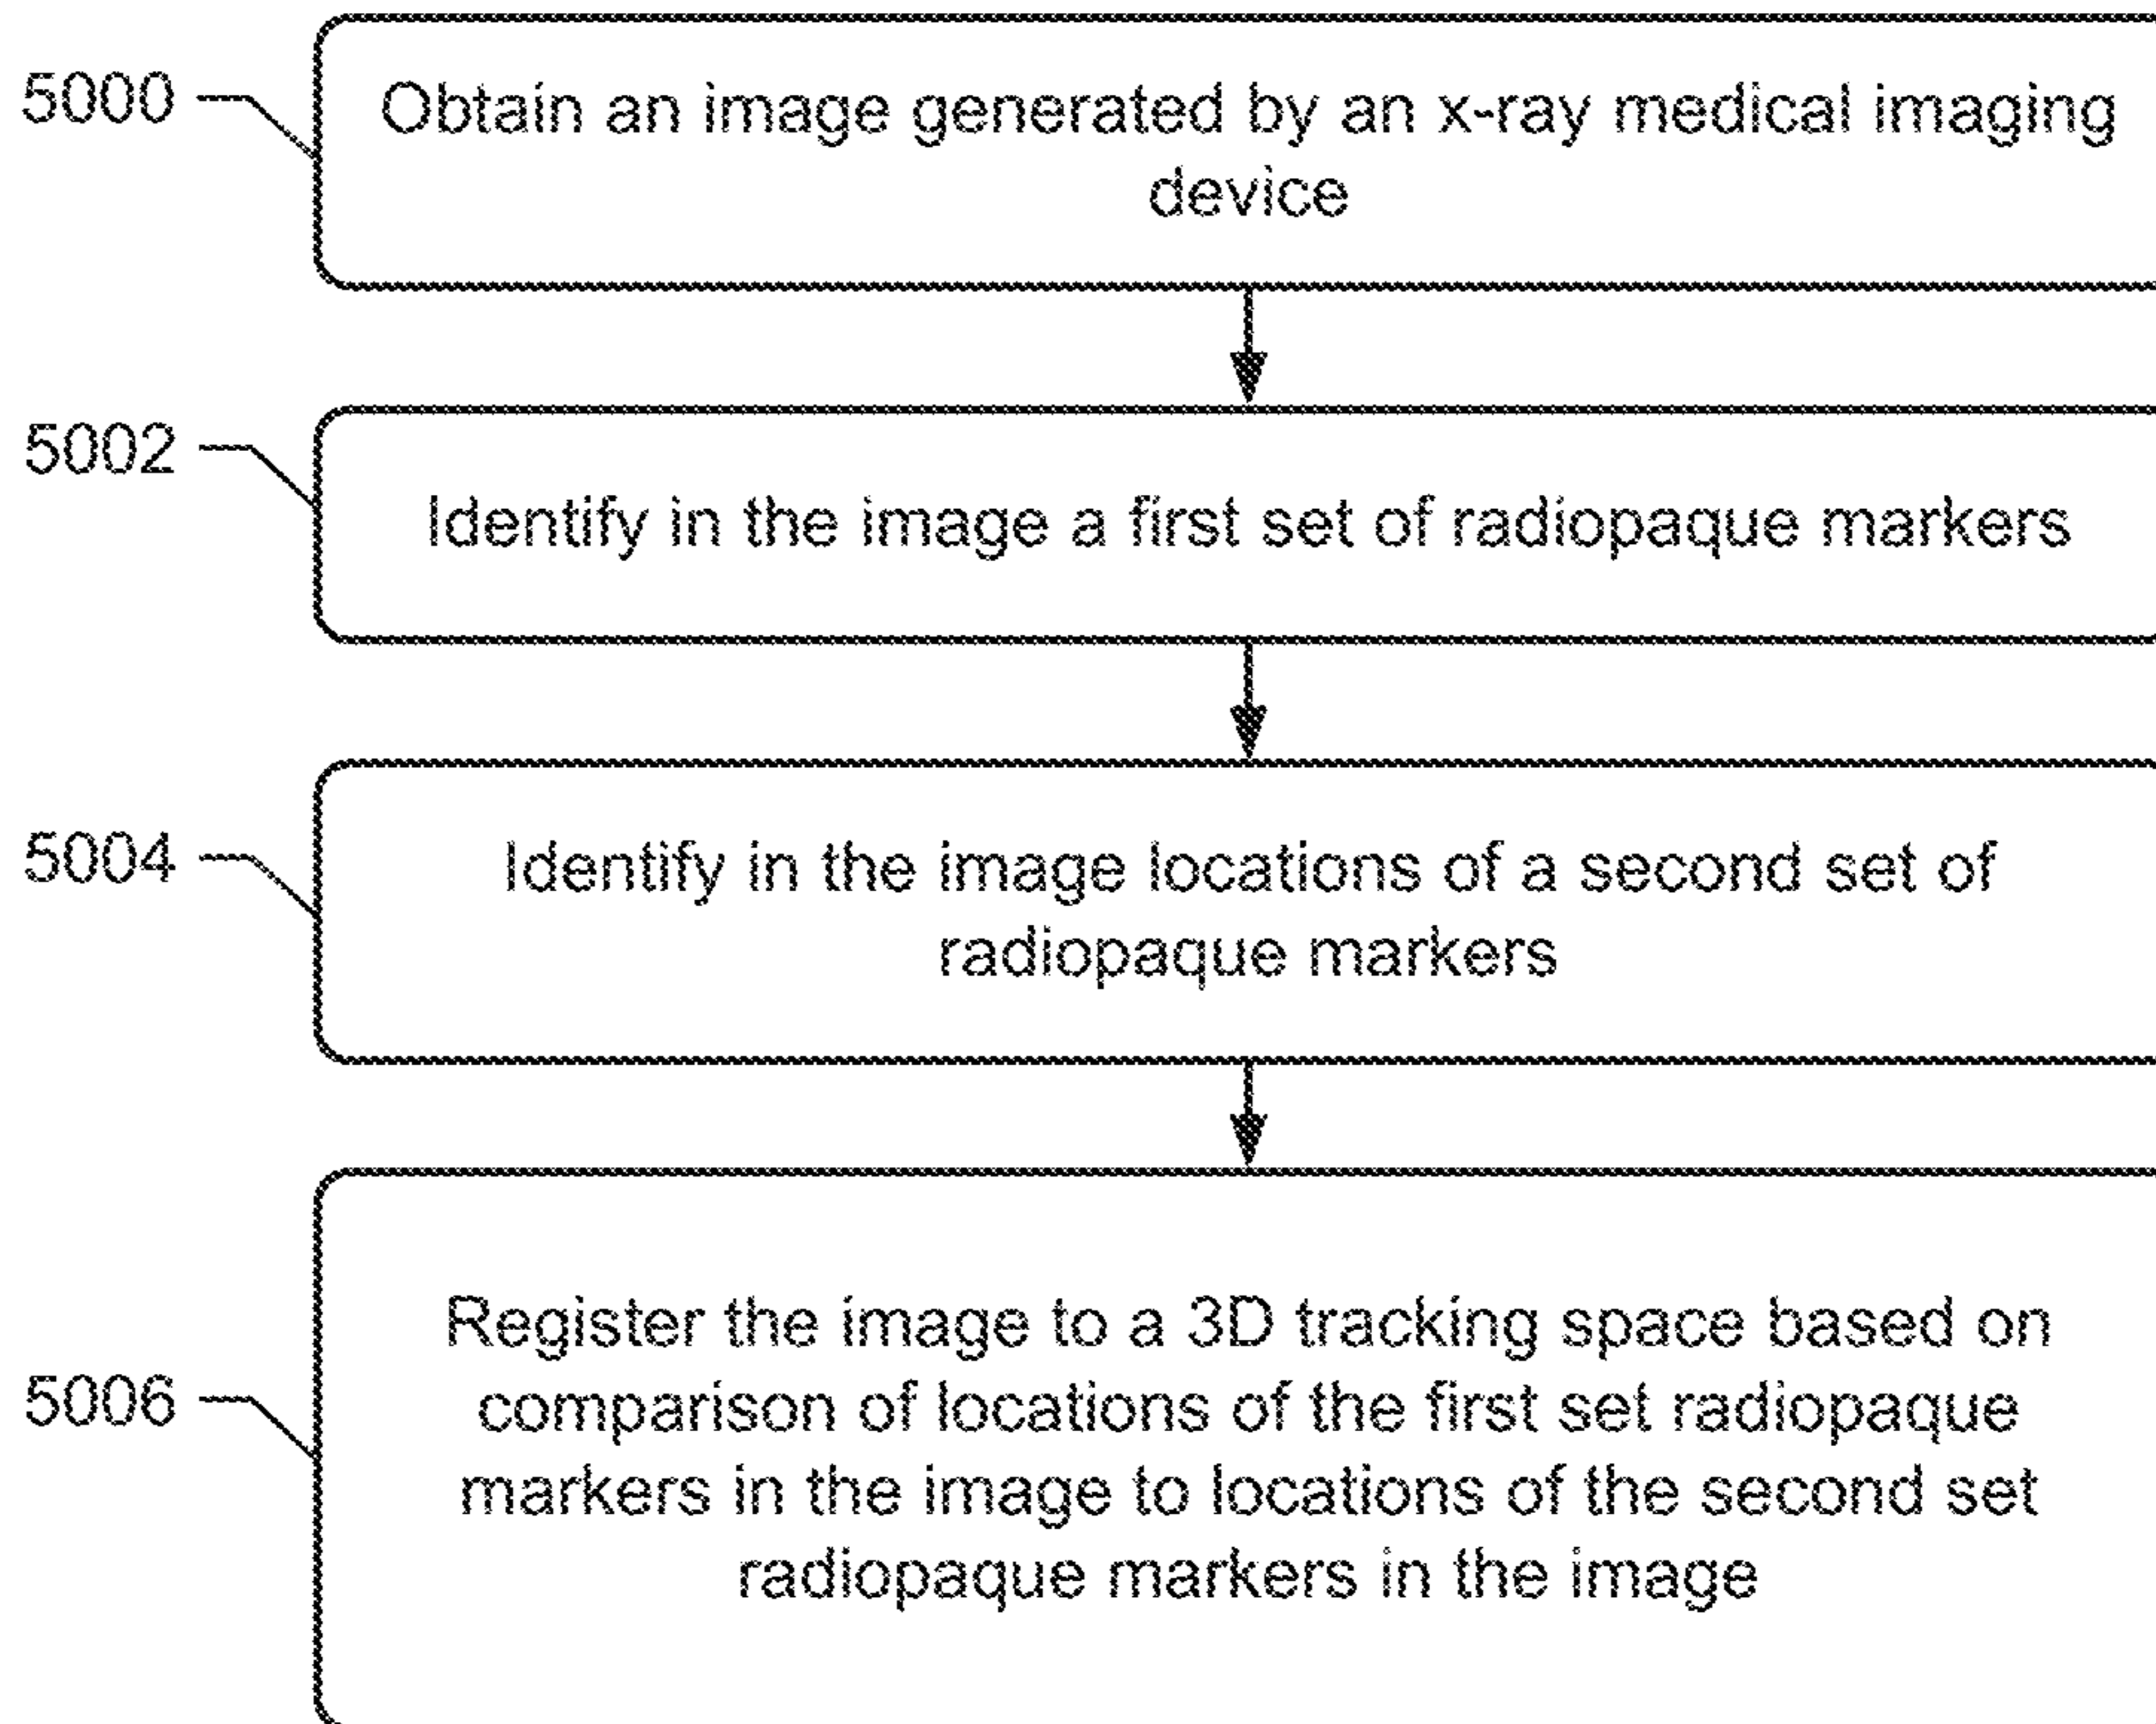 5000
Obtain an image generated by an x-ray medical imaging
device
5002
Identify in the image a first set of radiopaque markers
5004
Identify in the image locations of a second set of
radiopaque markers
5006
Register the image to a 3D tracking space based on
comparison of locations of the first set radiopaque
markers in the image to locations of the second set
radiopaque markers in the image